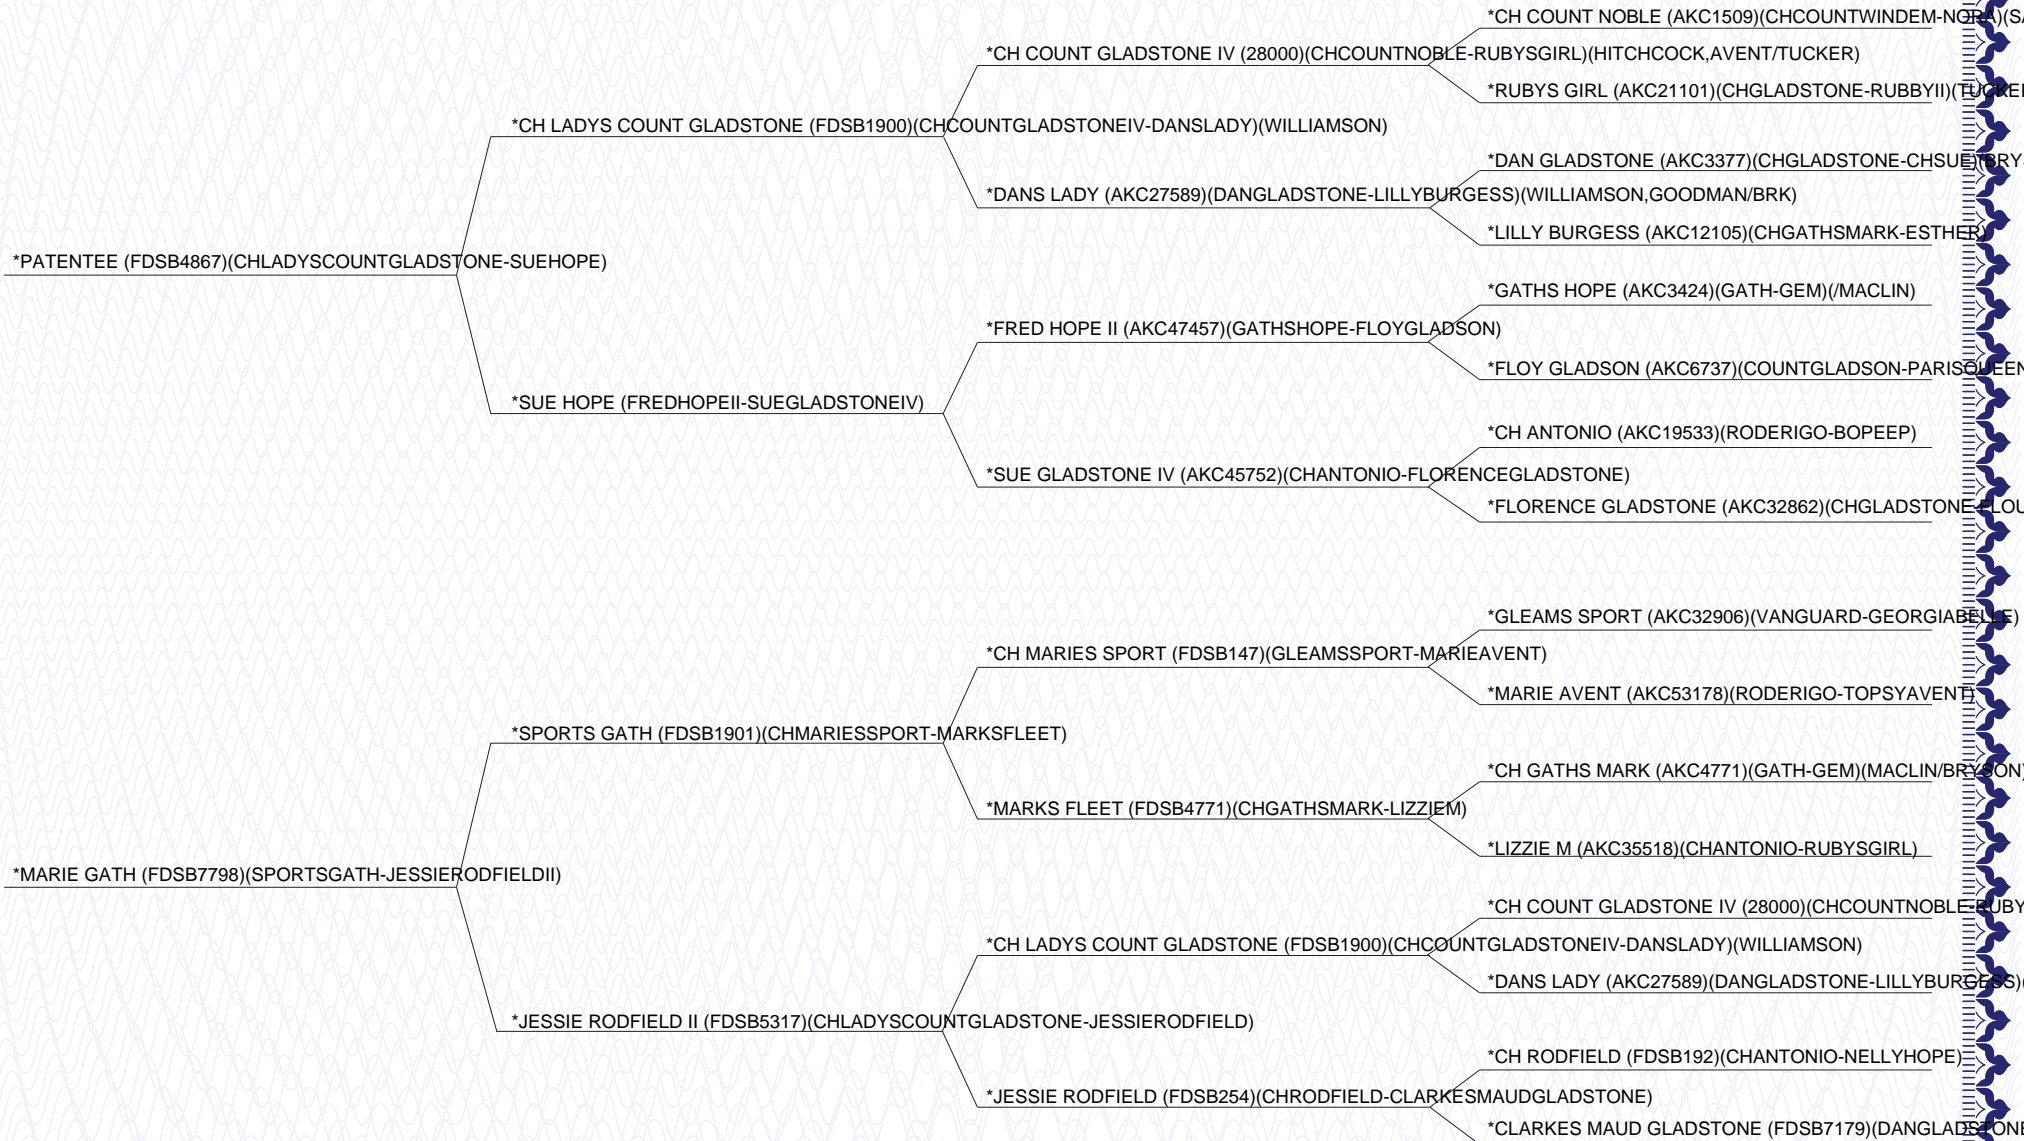 *CH COUNT NOBLE (AKC1509)(CHCOUNTWINDEM-NORA)
*CH COUNT GLADSTONE IV (28000)(CHCOUNTNOBLE-RUBYSGIRL)(HITCHCOCK,AVENT/TUCKER)
*RUBYS GIRL (AKC21101)(CHGLADSTONE-RUBBYII)
*CH LADYS COUNT GLADSTONE (FDSB1900)(CHCOUNTGLADSTONEIV-DANSLADY)(WILLIAMSON)
*DAN GLADSTONE (AKC3377)(CHGLADSTONE-CHSUE)
*DANS LADY (AKC27589)(DANGLADSTONE-LILLYBURGESS)(WILLIAMSON,GOODMAN/BRK)
*LILLY BURGESS (AKC12105)(CHGATHSMARK-ESTHER)
*PATENTEE (FDSB4867)(CHLADYSCOUNTGLADSTONE-SUEHOPE)
*GATHS HOPE (AKC3424)(GATH-GEM)(/MACLIN)
*FRED HOPE II (AKC47457)(GATHSHOPE-FLOYGLADSON)
*FLOY GLADSON (AKC6737)(COUNTGLADSON-PARISQUEEN
*SUE HOPE (FREDHOPEII-SUEGLADSTONEIV)
*CH ANTONIO (AKC19533)(RODERIGO-BOPEEP)
*SUE GLADSTONE IV (AKC45752)(CHANTONIO-FLORENCEGLADSTONE)
*FLORENCE GLADSTONE (AKC32862)(CHGLADSTONE-FLOU
*GLEAMS SPORT (AKC32906)(VANGUARD-GEORGIABELLE)
*CH MARIES SPORT (FDSB147)(GLEAMSSPORT-MARIEAVENT)
*MARIE AVENT (AKC53178)(RODERIGO-TOPSYAVENT)
*SPORTS GATH (FDSB1901)(CHMARIESSPORT-MARKSFLEET)
*CH GATHS MARK (AKC4771)(GATH-GEM)(MACLIN/BRYSON)
*MARKS FLEET (FDSB4771)(CHGATHSMARK-LIZZIEM)
*LIZZIE M (AKC35518)(CHANTONIO-RUBYSGIRL)
*MARIE GATH (FDSB7798)(SPORTSGATH-JESSIERODFIELDII)
*CH COUNT GLADSTONE IV (28000)(CHCOUNTNOBLE-RUBY
*CH LADYS COUNT GLADSTONE (FDSB1900)(CHCOUNTGLADSTONEIV-DANSLADY)(WILLIAMSON)
*DANS LADY (AKC27589)(DANGLADSTONE-LILLYBURGESS)(
*JESSIE RODFIELD II (FDSB5317)(CHLADYSCOUNTGLADSTONE-JESSIERODFIELD)
*CH RODFIELD (FDSB192)(CHANTONIO-NELLYHOPE)
*JESSIE RODFIELD (FDSB254)(CHRODFIELD-CLARKESMAUDGLADSTONE)
*CLARKES MAUD GLADSTONE (FDSB7179)(DANGLADSTONE